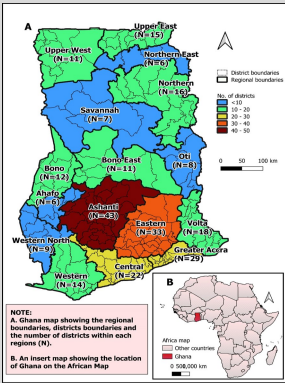 A
Upper East
(N=15)
Upper West
(N=11)
Northern East
(N=6)
Northern
(N=16)
District boundaries
Regional boundaries
No. of districts
<10
10 - 20
20 - 30
30 - 40
40 - 50
Savannah
(N=7)
0 50 100 km
Bono East
(N=11)
Oti
(N=8)
Bono
(N=12)
Ahafo
(N=6)
Ashanti
(N=43)
Eastern
(N=33)
Volta
(N=18)
Western North
(N=9)
Greater Accra
(N=29)
Central
(N=22)
Western
(N=14)
NOTE:
A. Ghana map showing the regional
boundaries, districts boundaries and
the number of districts within each
regions (N).
B. An insert map showing the location
of Ghana on the African Map
B
Africa map
Other countries
Ghana